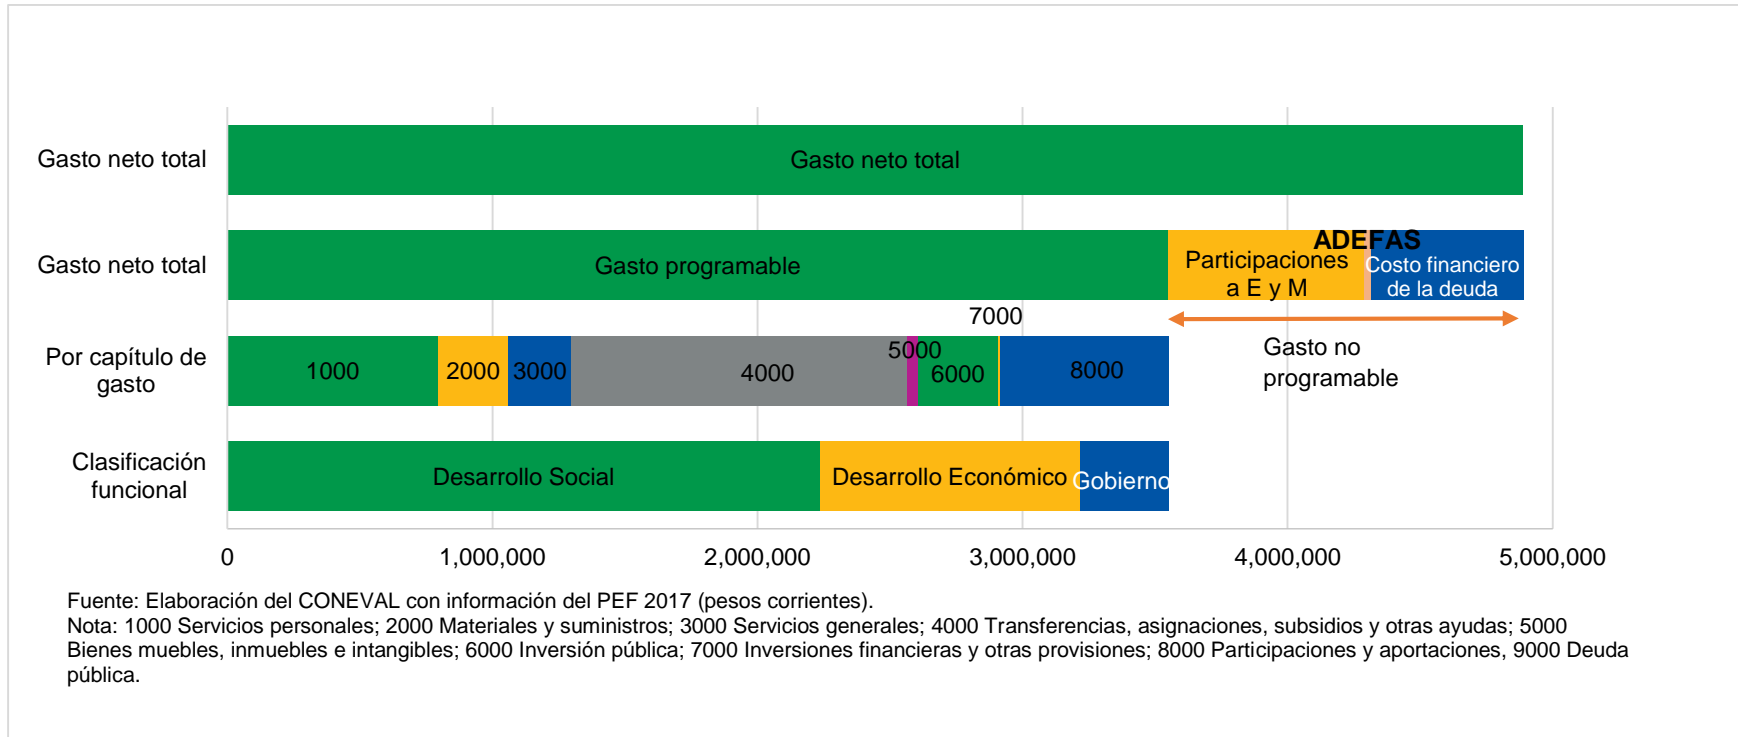 Gasto neto total
Gasto neto total
Gasto neto total
Gasto programable
Participaciones
a E y M
ADEFAS
Costo financiero
de la deuda
Por capítulo de
gasto
1000
2000
3000
4000
5000
6000
7000
8000
Gasto no
programable
Clasificación
funcional
Desarrollo Social
Desarrollo Económico
Gobierno
0
1,000,000
2,000,000
3,000,000
4,000,000
5,000,000
Fuente: Elaboración del CONEVAL con información del PEF 2017 (pesos corrientes).
Nota: 1000 Servicios personales; 2000 Materiales y suministros; 3000 Servicios generales; 4000 Transferencias, asignaciones, subsidios y otras ayudas; 5000
Bienes muebles, inmuebles e intangibles; 6000 Inversión pública; 7000 Inversiones financieras y otras provisiones; 8000 Participaciones y aportaciones, 9000 Deuda
pública.